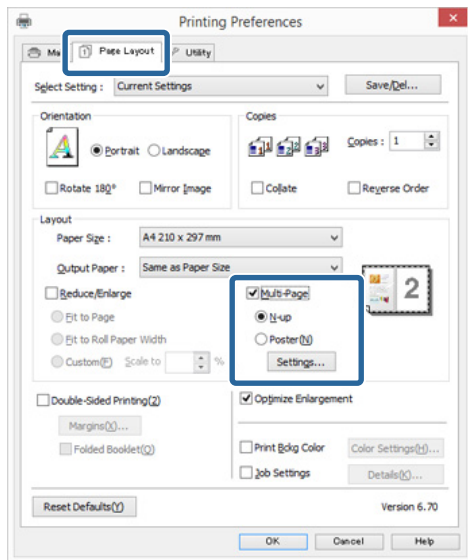 Printing Preferences
Ma
Page Layout
Utility
Select Setting : Current Settings
Save/Del...
Orientation
Copies
A
Portrait
Landscape
Copies : 1
Rotate 180°
Mirror Image
Collate
Reverse Order
Layout
Paper Size : A4 210 x 297 mm
Output Paper : Same as Paper Size
Reduce/Enlarge
Multi-Page
2
Fit to Page
N-up
Fit to Roll Paper Width
Poster(N)
Custom(F) Scale to %
Settings...
Double-Sided Printing(2)
Optimize Enlargement
Margins(X)...
Folded Booklet(O)
Print Bckg Color
Color Settings(H)...
Job Settings
Details(K)...
Reset Defaults(Y)
Version 6.70
OK
Cancel
Help